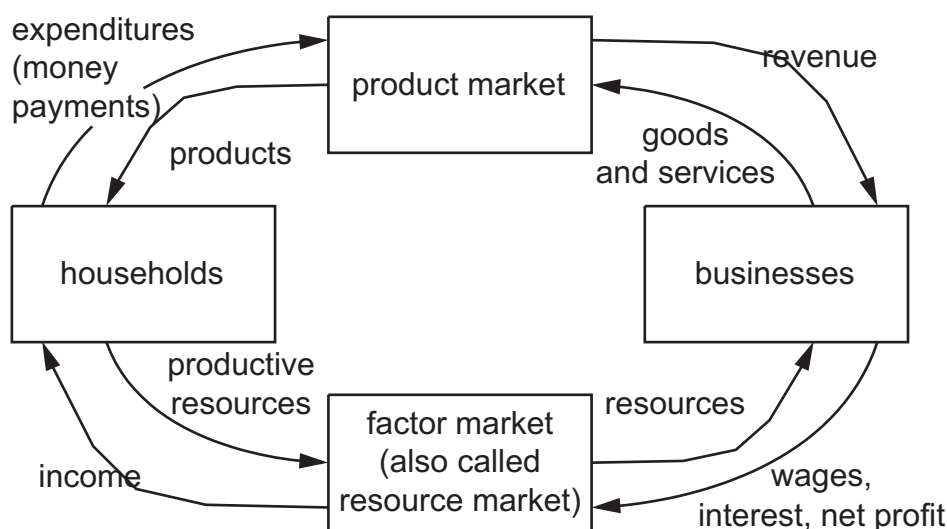 expenditures
(money
payments)
product market
revenue
products
goods
and services
households
businesses
productive
resources
factor market
(also called
resource market)
resources
income
wages,
interest, net profit